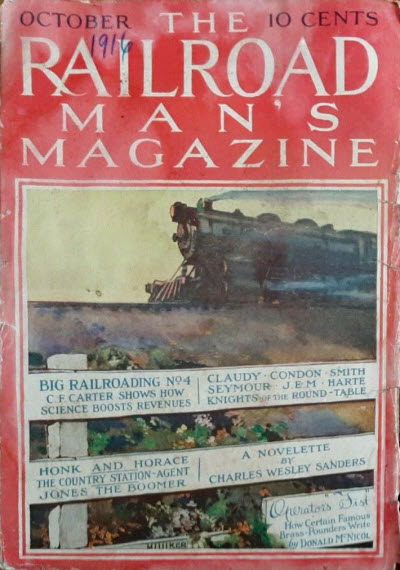 OCTOBER THE 10 CENTS
1916
RAILROAD
MAN'S
MAGAZINE
BIG RAILROADING No4
C.F. CARTER SHOWS HOW
SCIENCE BOOSTS REVENUES
CLAUDY · CONDON · SMITH
SEYMOUR · J.E.M · HARTE
KNIGHTS OF THE ROUND-TABLE
HONK AND HORACE
THE COUNTRY STATION-AGENT
JONES THE BOOMER
A NOVELETTE
BY
CHARLES WESLEY SANDERS
"Operators' Fist"
How Certain Famous
Brass-Pounders Write
by DONALD McNICOL
HILLIKER